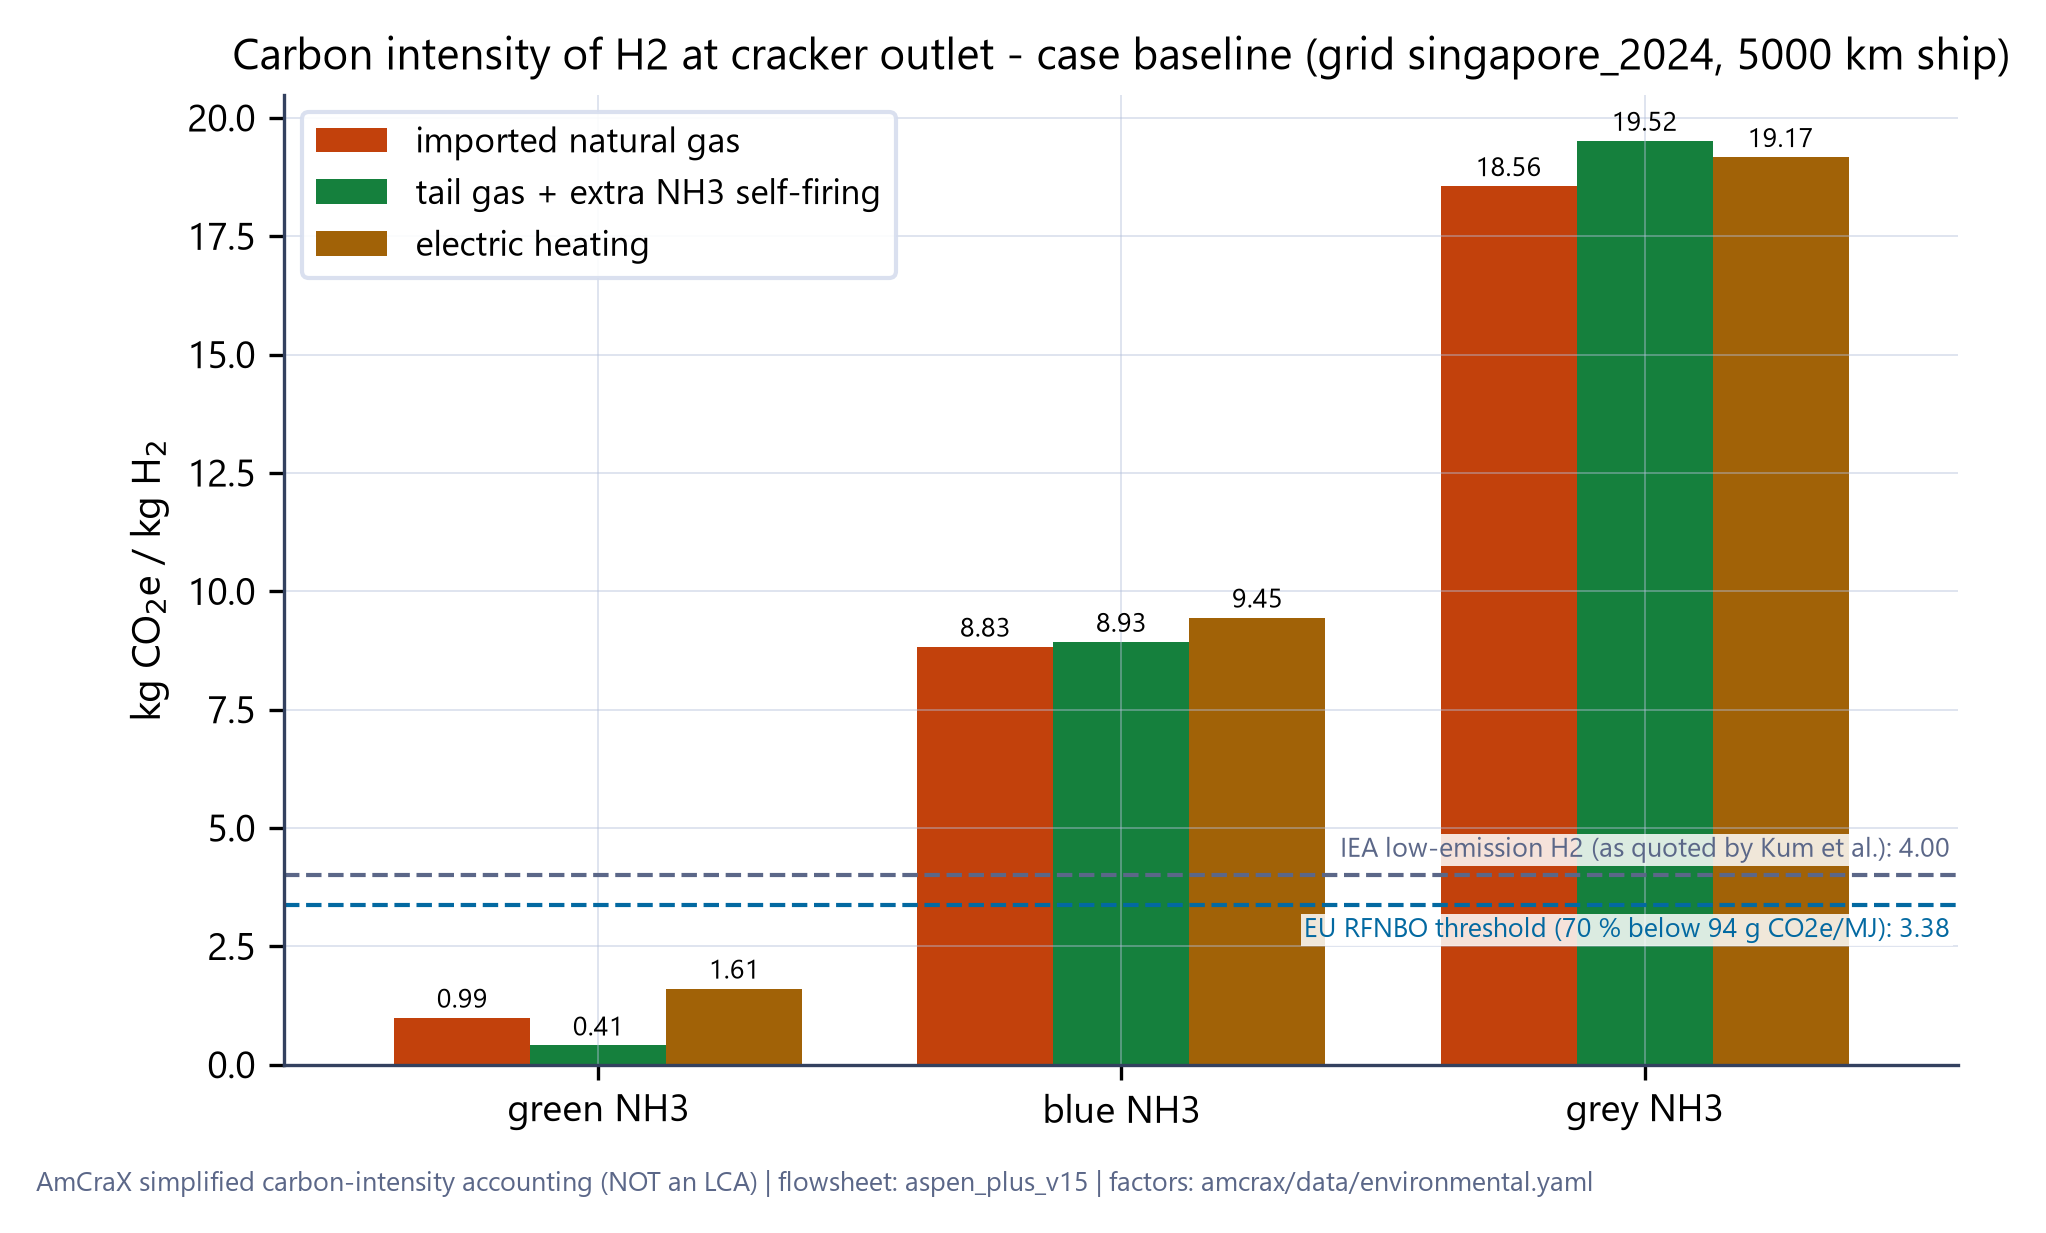 Carbon intensity of H2 at cracker outlet - case baseline (grid singapore_2024, 5000 km ship)
kg CO₂e / kg H₂
20.0
17.5
15.0
12.5
10.0
7.5
5.0
2.5
0.0
imported natural gas
tail gas + extra NH3 self-firing
electric heating
0.99
0.41
1.61
8.83
8.93
9.45
18.56
19.52
19.17
IEA low-emission H2 (as quoted by Kum et al.): 4.00
EU RFNBO threshold (70 % below 94 g CO2e/MJ): 3.38
green NH3
blue NH3
grey NH3
AmCraX simplified carbon-intensity accounting (NOT an LCA) | flowsheet: aspen_plus_v15 | factors: amcrax/data/environmental.yaml